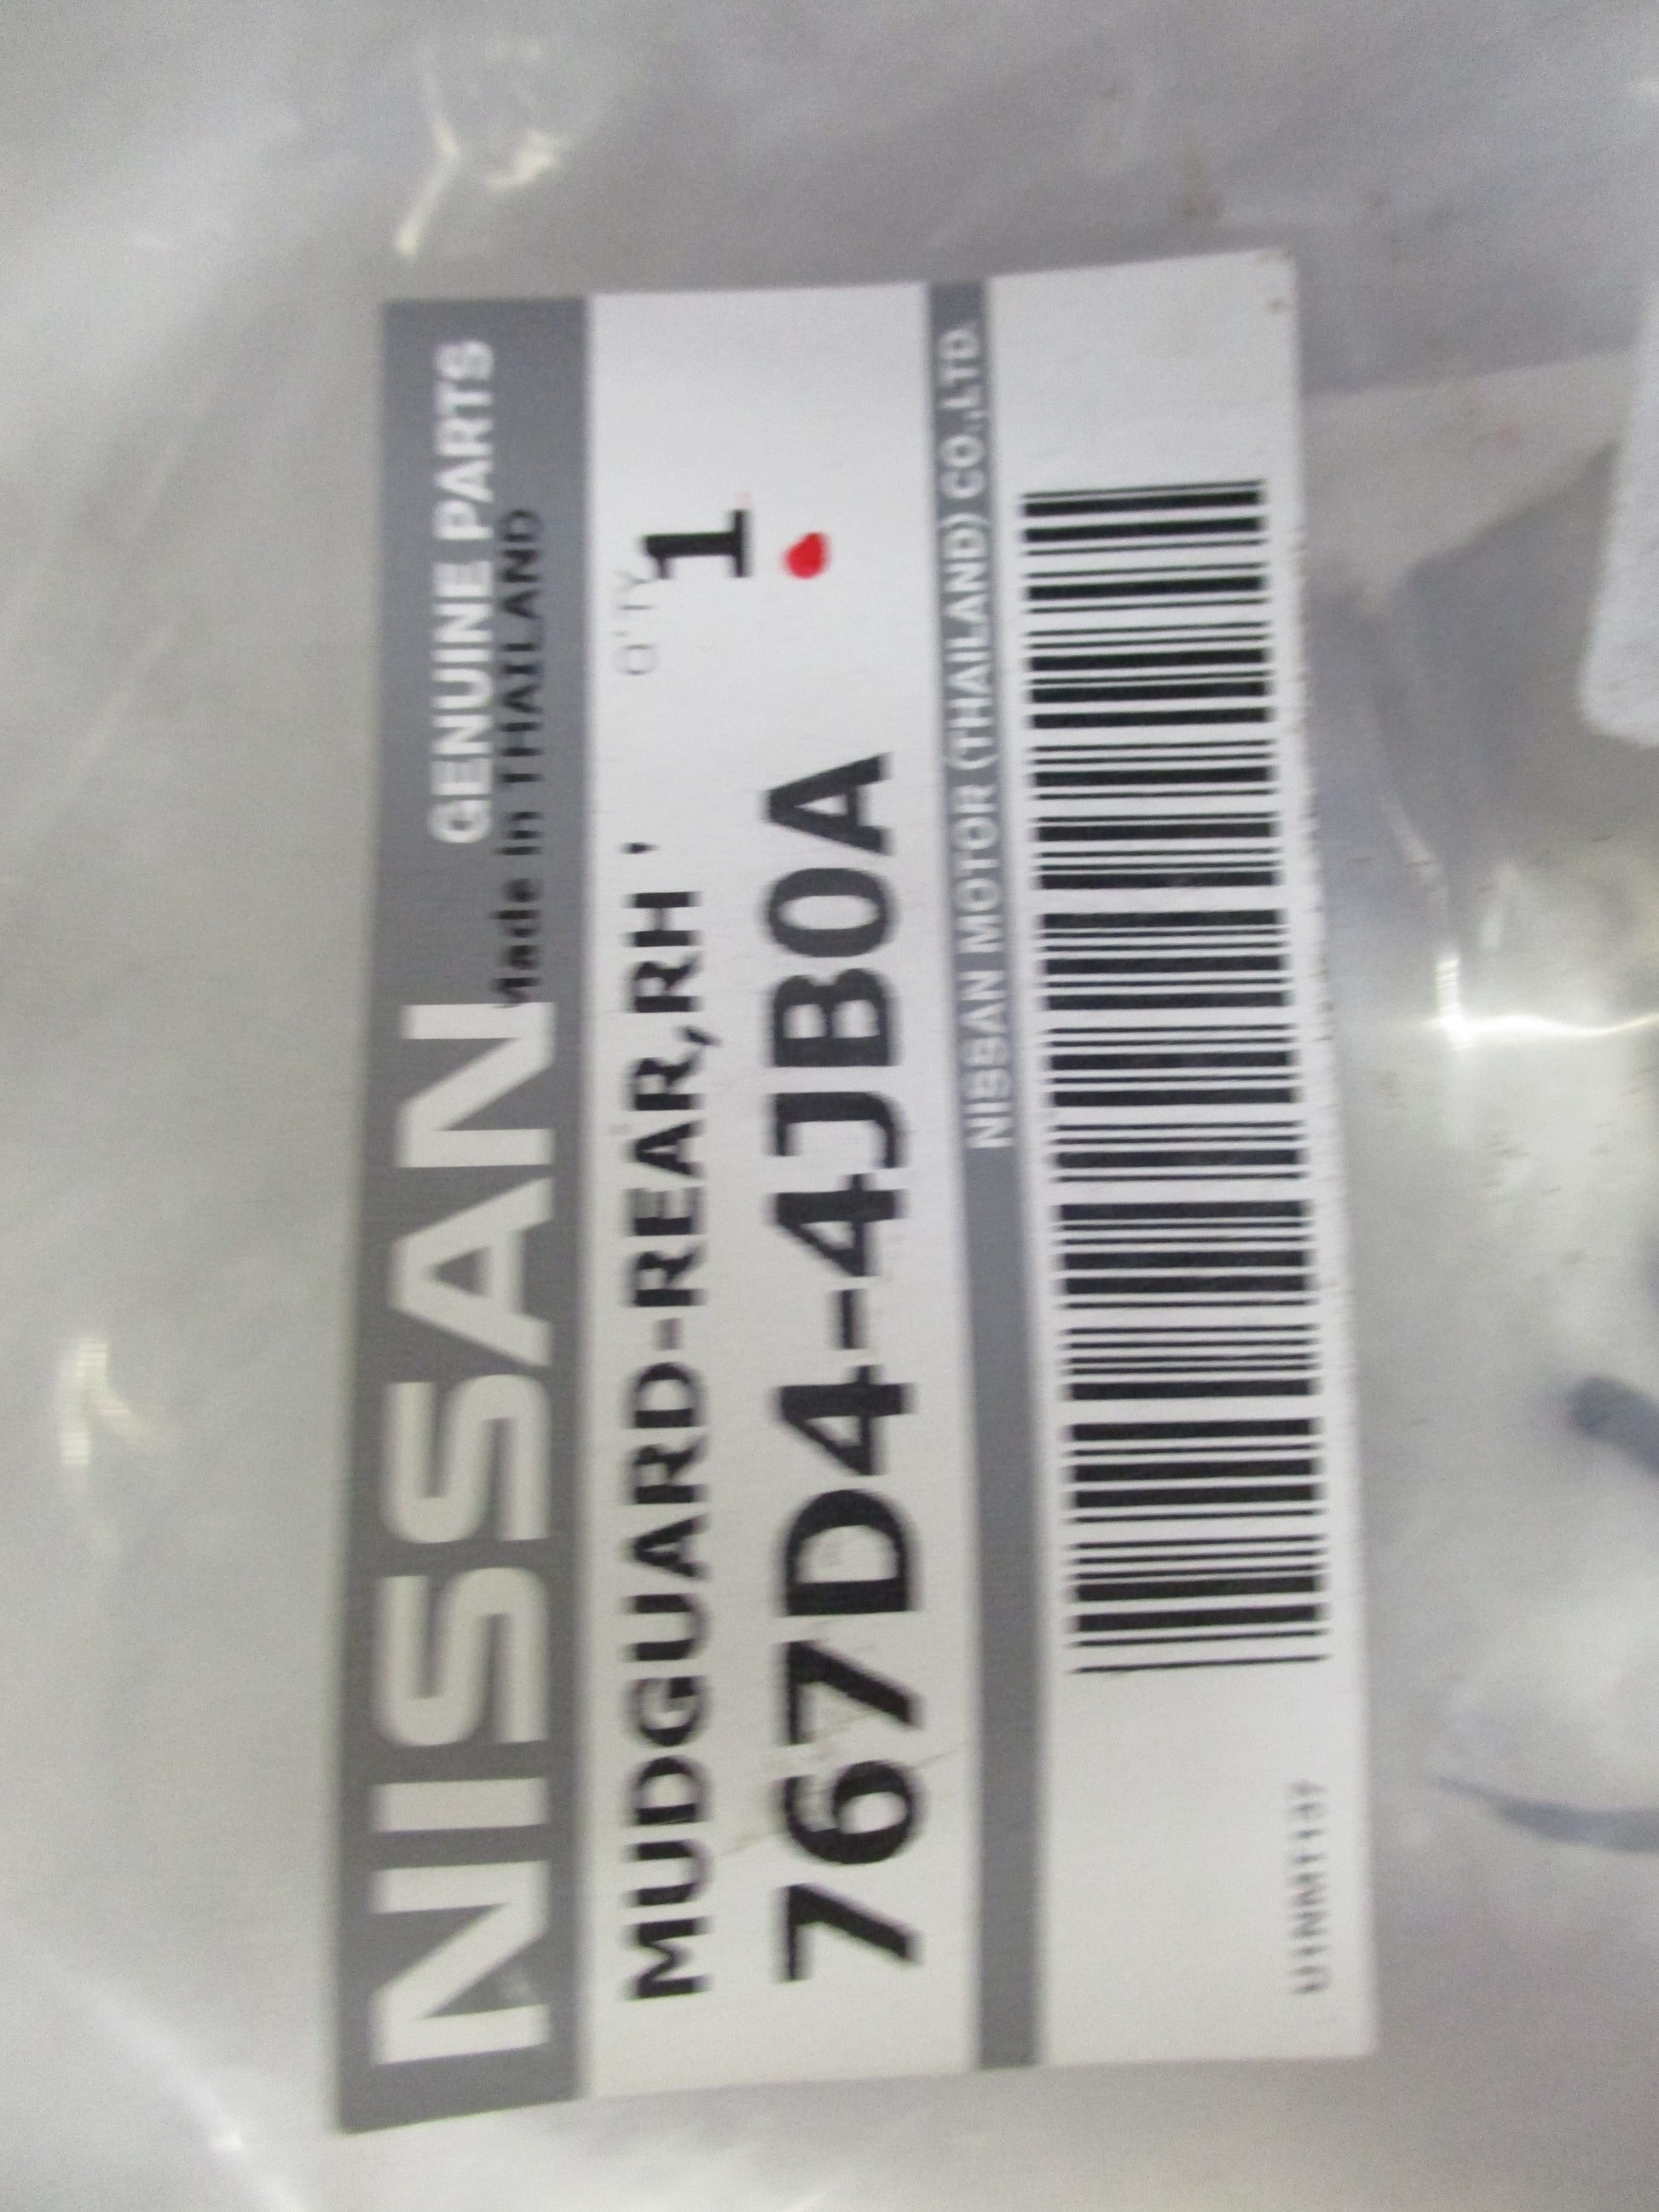 NISSAN
GENUINE PARTS
Made in THAILAND
MUDGUARD-REAR,RH '
Q'TY
1
767D4-4JB0A
NISSAN MOTOR (THAILAND) CO.,LTD.